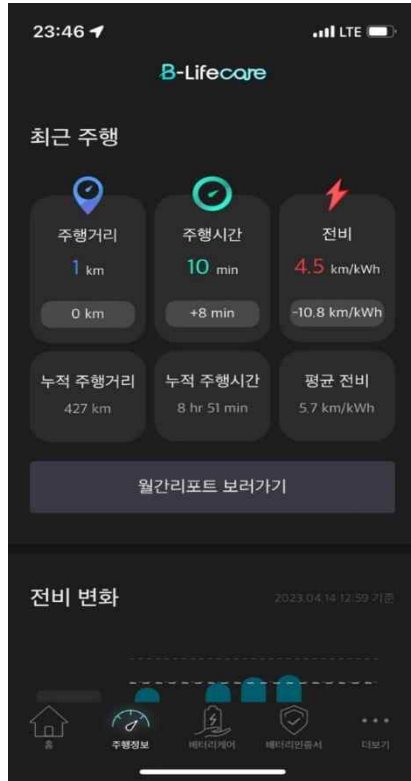 23:46 LTE
B-Lifecare
최근 주행
주행거리 주행시간 전비
1 km 10 min 4.5 km/kWh
0 km +8 min -10.8 km/kWh
누적 주행거리 누적 주행시간 평균 전비
427 km 8 hr 51 min 5.7 km/kWh
월간리포트 보러가기
전비 변화 2023.04.14 12:59 기준
홈 주행정보 배터리케어 배터리인증서 더보기